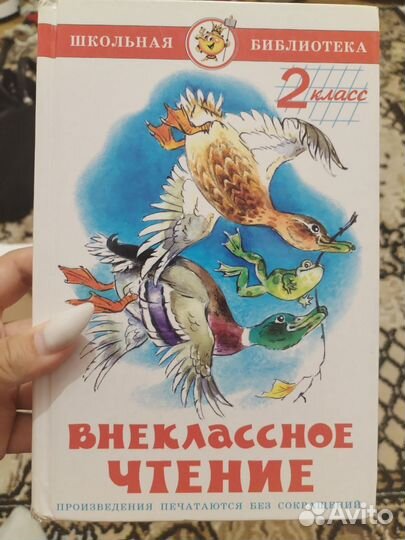 ШКОЛЬНАЯ БИБЛИОТЕКА
2 класс
ВНЕКЛАССНОЕ
ЧТЕНИЕ
ПРОИЗВЕДЕНИЯ ПЕЧАТАЮТСЯ БЕЗ СОКРАЩЕНИЙ
Avito